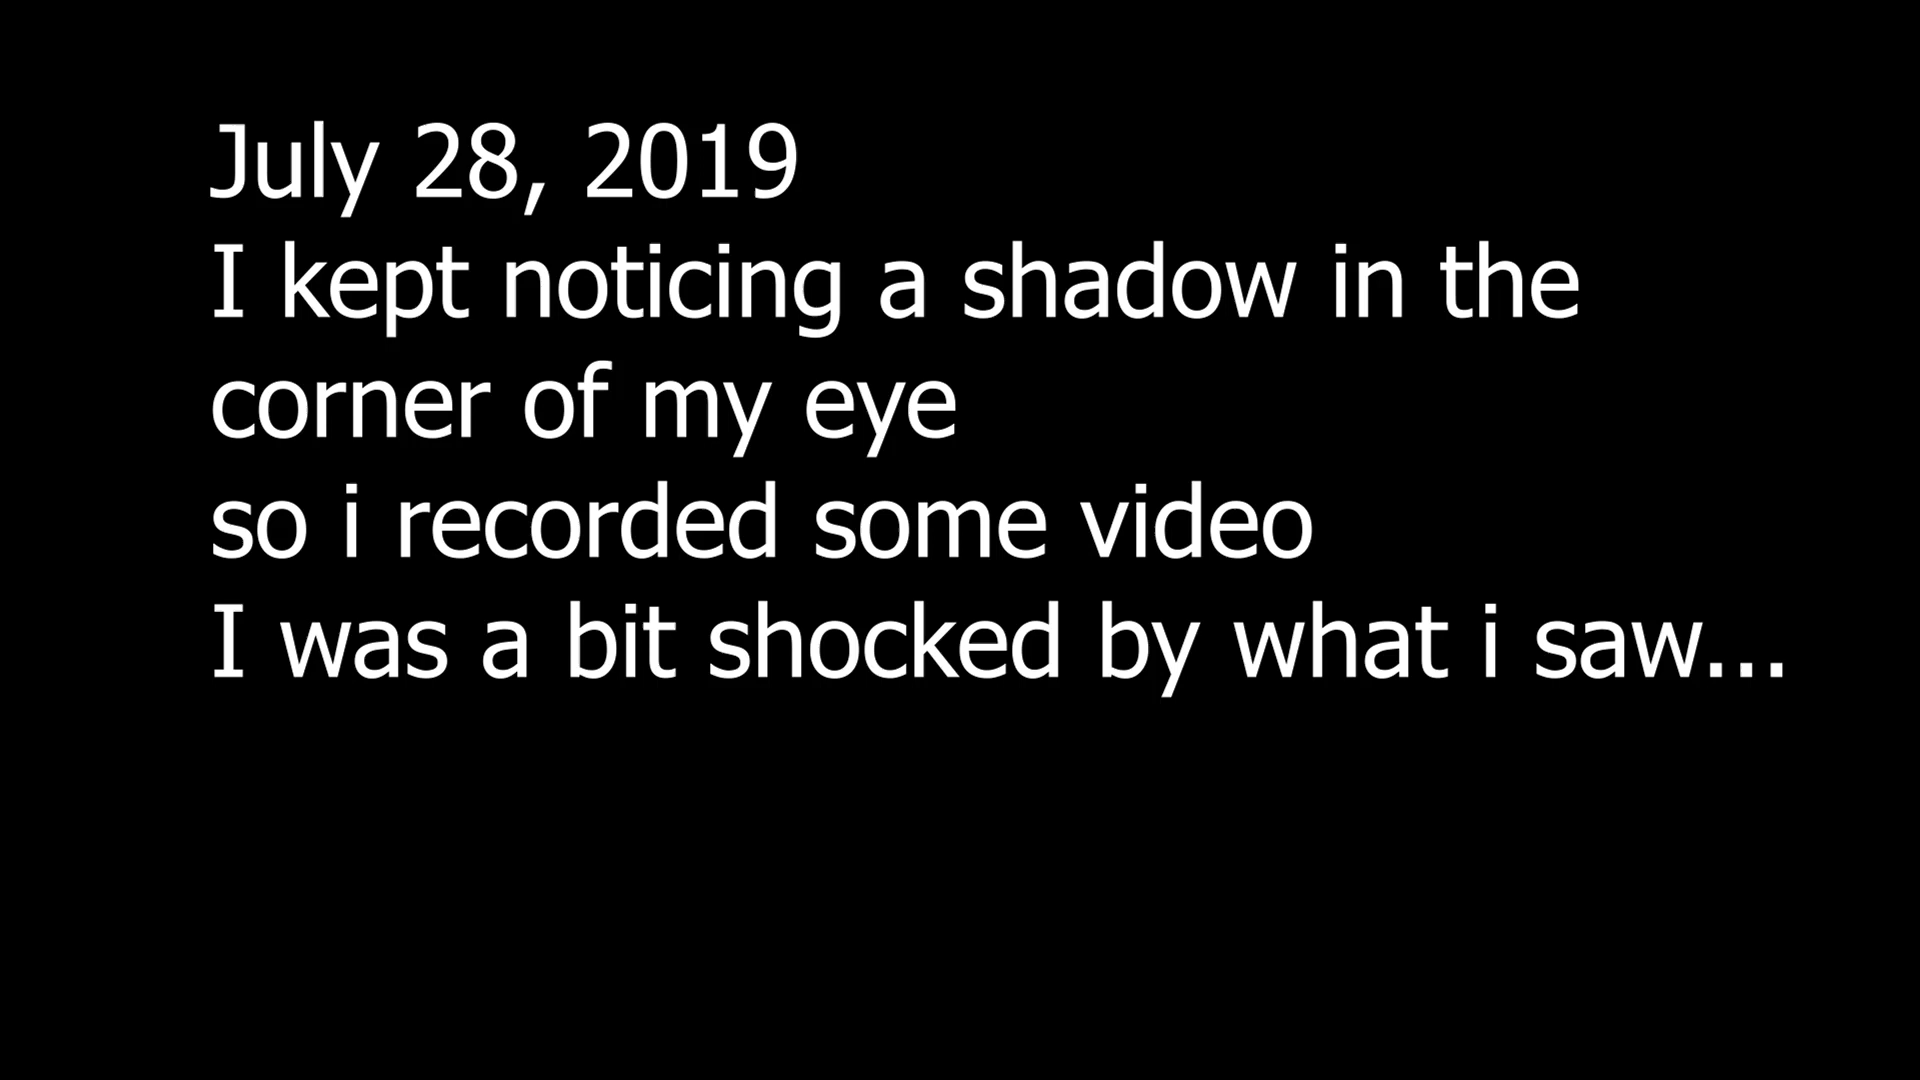 July 28, 2019
I kept noticing a shadow in the
corner of my eye
so i recorded some video
I was a bit shocked by what i saw...